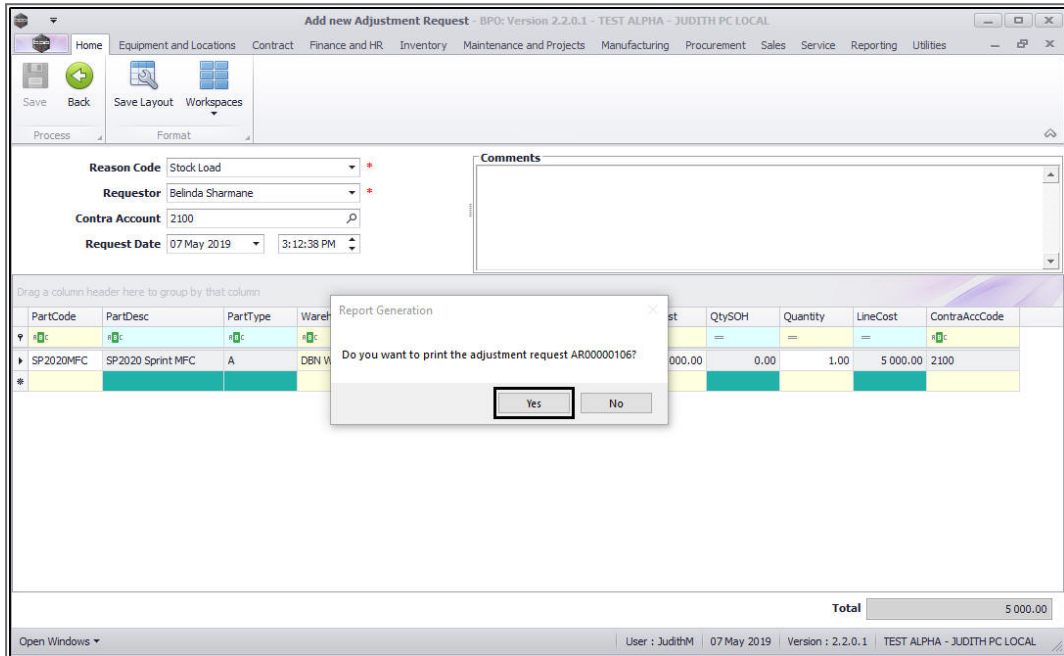 Add new Adjustment Request - BPO: Version 2.2.0.1 - TEST ALPHA - JUDITH PC LOCAL
Home Equipment and Locations Contract Finance and HR Inventory Maintenance and Projects Manufacturing Procurement Sales Service Reporting Utilities
Save Back Save Layout Workspaces
Process Format
Reason Code Stock Load *
Requestor Belinda Sharmane *
Contra Account 2100
Request Date 07 May 2019 3:12:38 PM
Comments
Drag a column header here to group by that column
PartCode PartDesc PartType Wareh st QtySOH Quantity LineCost ContraAccCode
SP2020MFC SP2020 Sprint MFC A DBN W 000.00 0.00 1.00 5 000.00 2100
Report Generation
Do you want to print the adjustment request AR00000106?
Yes No
Total 5 000.00
Open Windows User : JudithM 07 May 2019 Version : 2.2.0.1 TEST ALPHA - JUDITH PC LOCAL